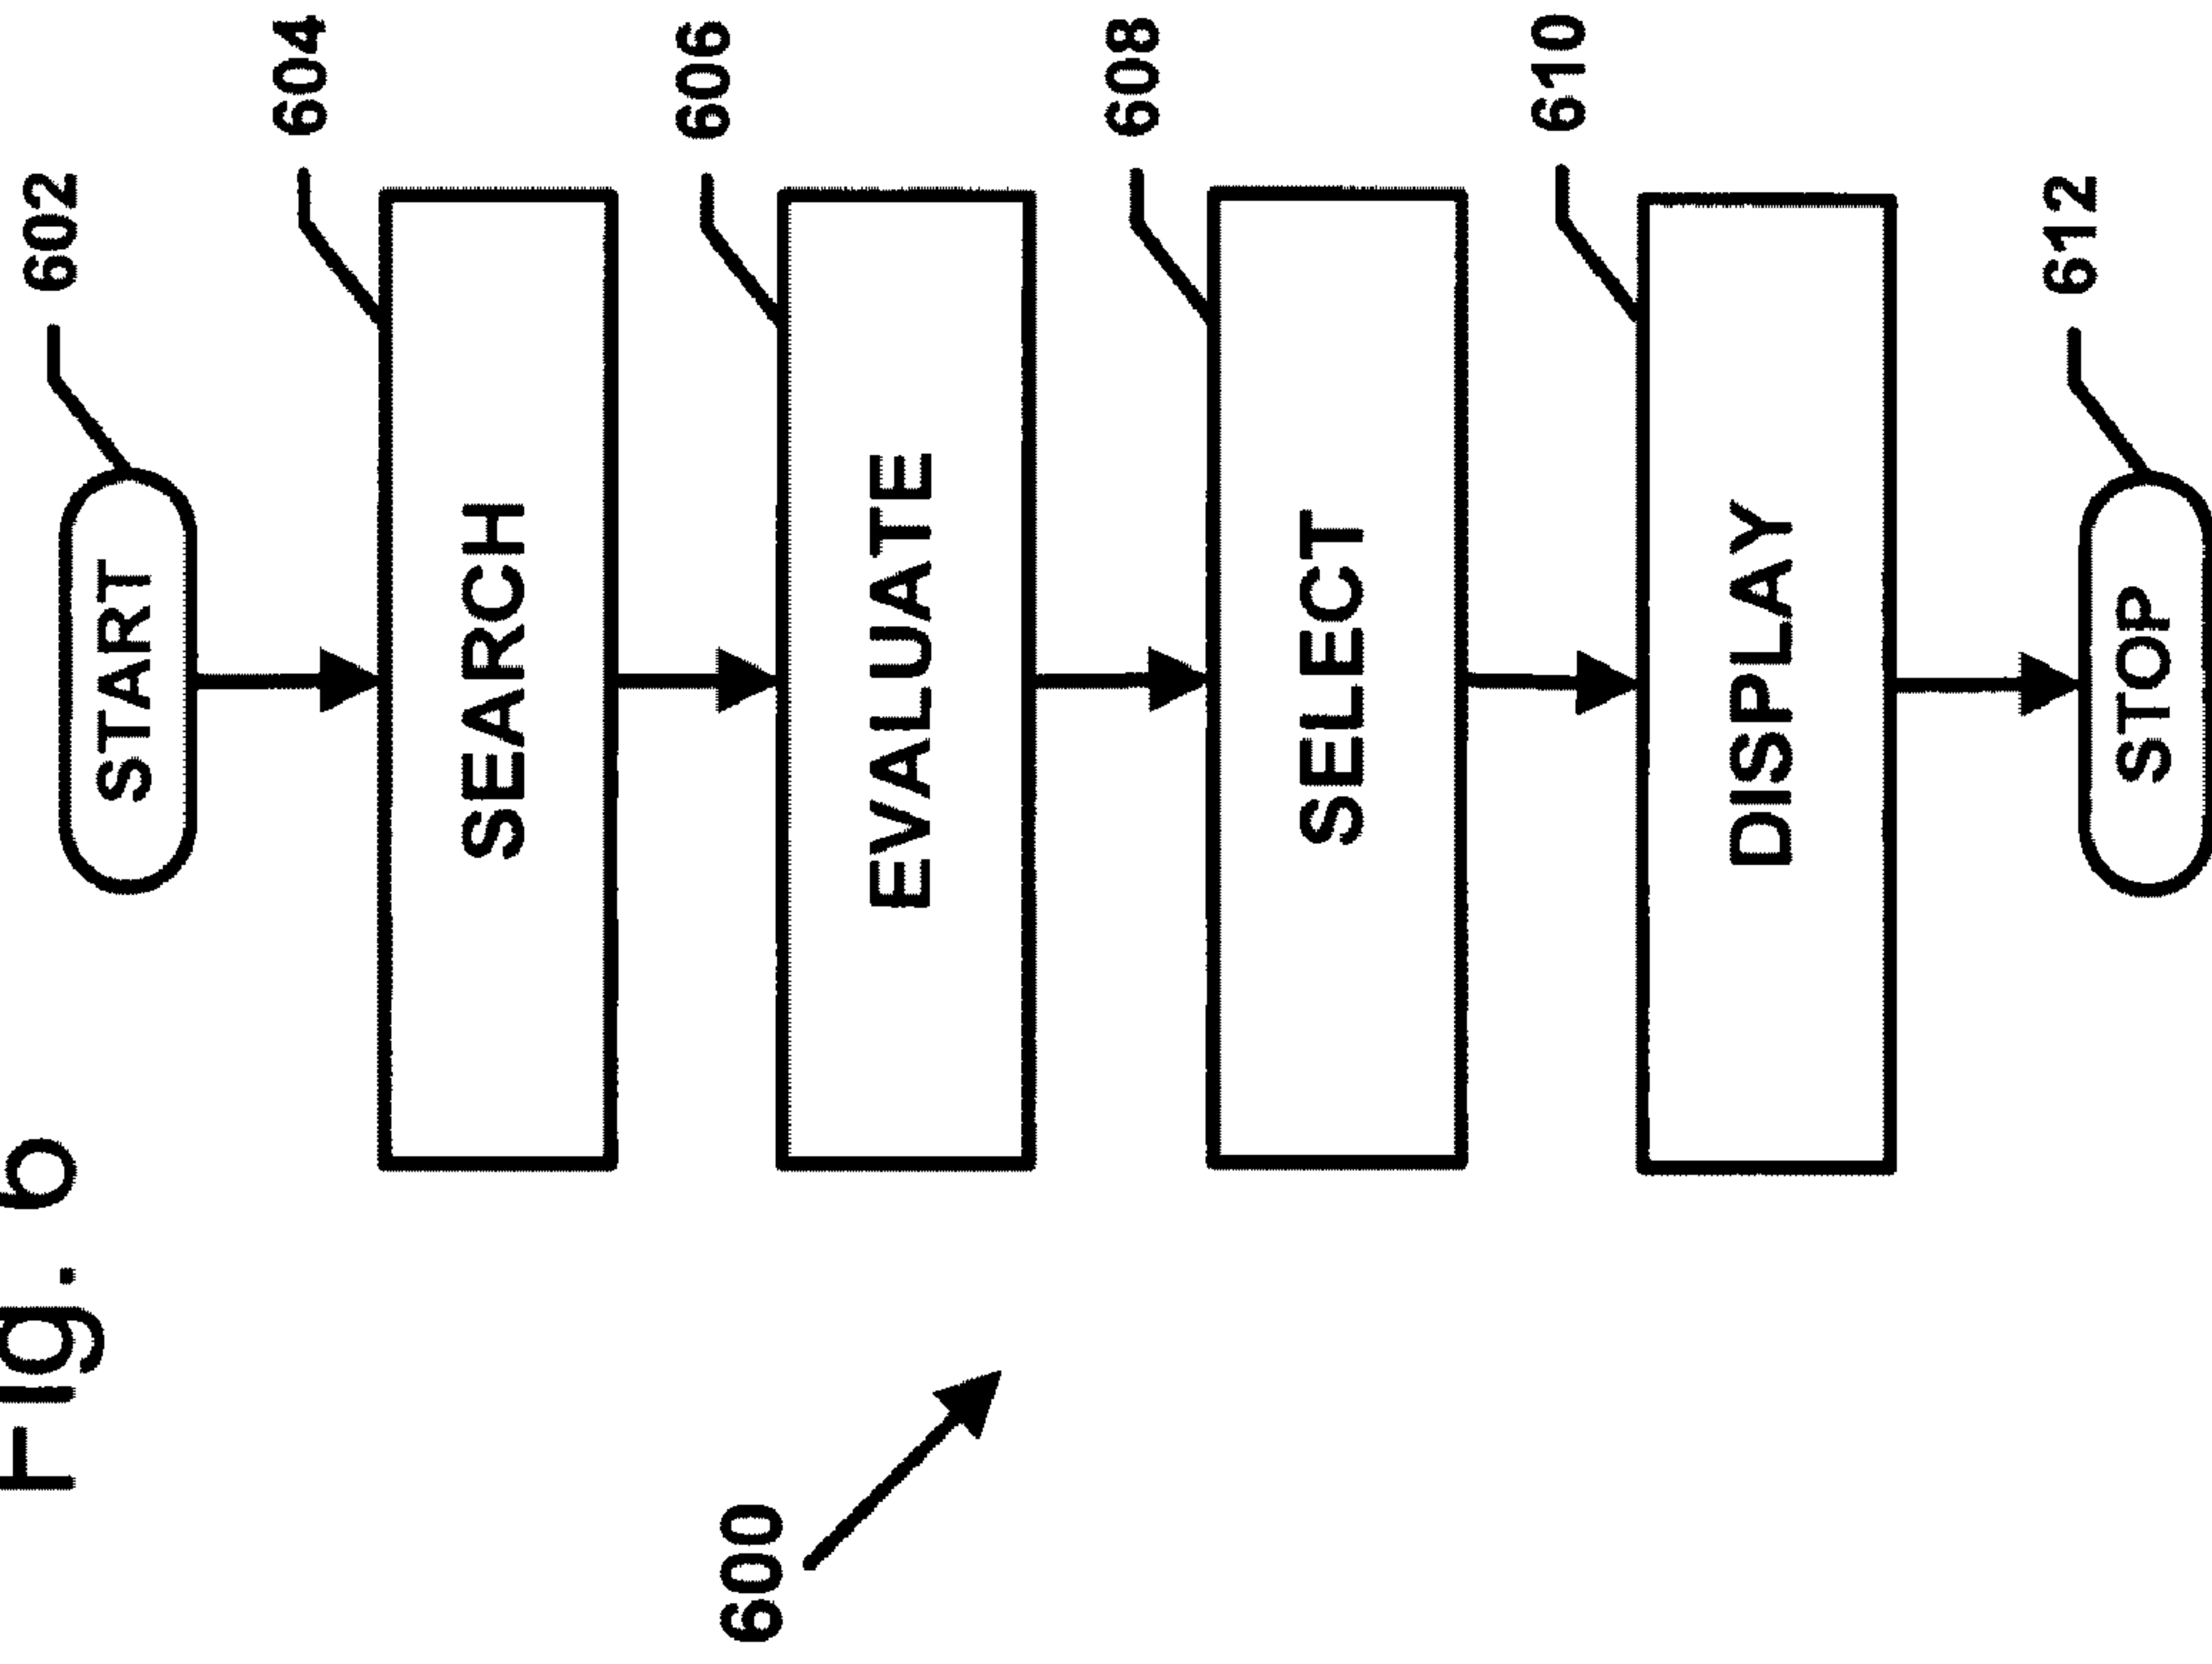 Fig. 6
602
START
604
SEARCH
606
600
EVALUATE
608
SELECT
610
DISPLAY
612
STOP